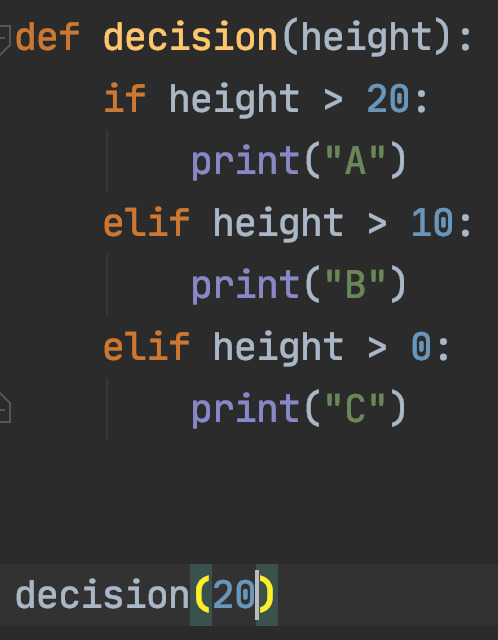 def decision(height):
    if height > 20:
        print("A")
    elif height > 10:
        print("B")
    elif height > 0:
        print("C")
decision(20)